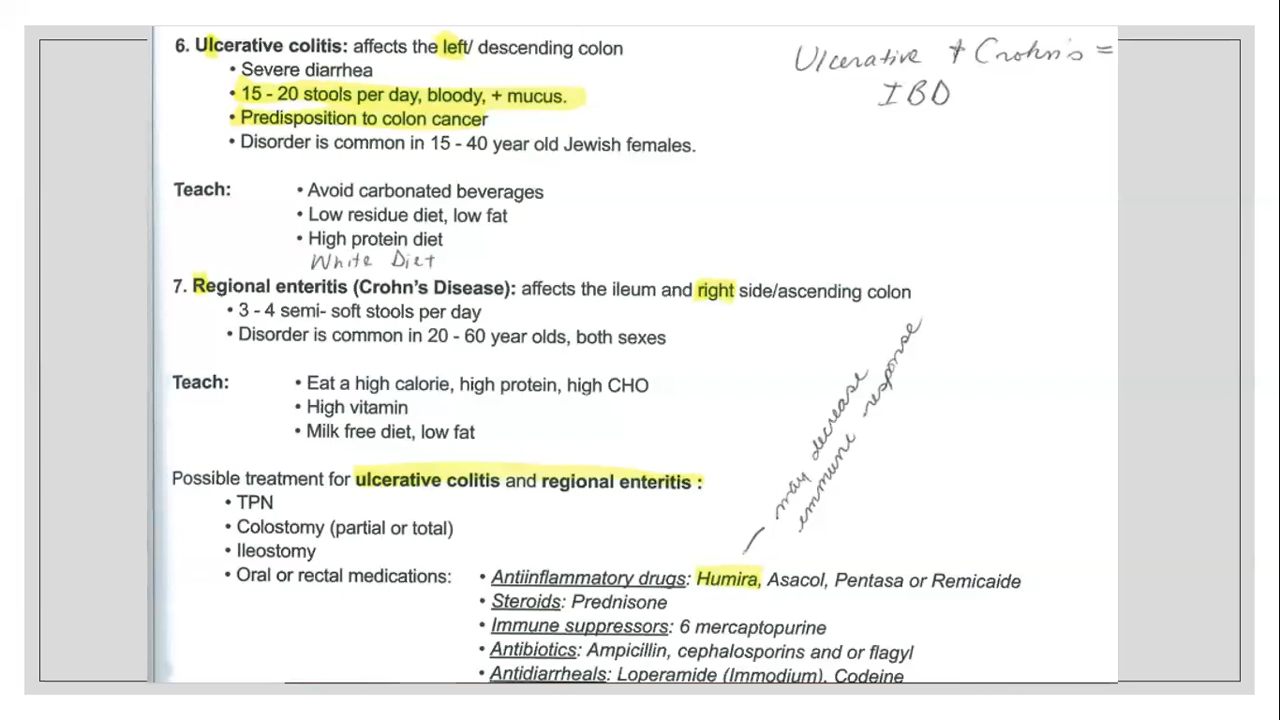 6. Ulcerative colitis: affects the left/ descending colon
• Severe diarrhea
• 15 - 20 stools per day, bloody, + mucus.
• Predisposition to colon cancer
• Disorder is common in 15 - 40 year old Jewish females.
Ulcerative + Crohn's =
IBD
Teach: • Avoid carbonated beverages
• Low residue diet, low fat
• High protein diet
White Diet
7. Regional enteritis (Crohn's Disease): affects the ileum and right side/ascending colon
• 3 - 4 semi- soft stools per day
• Disorder is common in 20 - 60 year olds, both sexes
Teach: • Eat a high calorie, high protein, high CHO
• High vitamin
• Milk free diet, low fat
Possible treatment for ulcerative colitis and regional enteritis :
• TPN
• Colostomy (partial or total)
• Ileostomy
• Oral or rectal medications: • Antiinflammatory drugs: Humira, Asacol, Pentasa or Remicaide
— may decrease
immune response
• Steroids: Prednisone
• Immune suppressors: 6 mercaptopurine
• Antibiotics: Ampicillin, cephalosporins and or flagyl
• Antidiarrheals: Loperamide (Immodium), Codeine